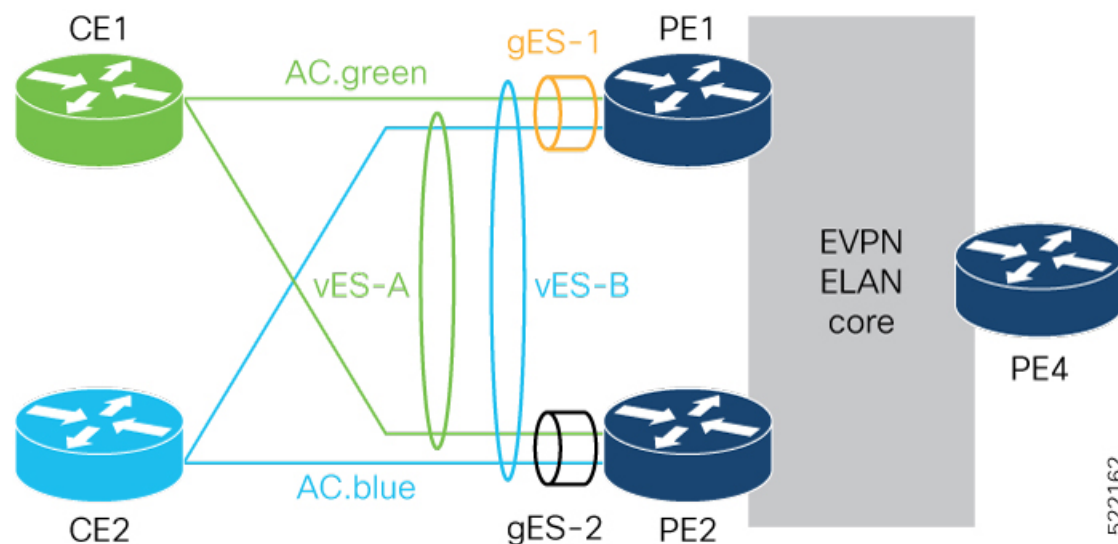 CE1
PE1
gES-1
AC.green
vES-A
vES-B
EVPN
ELAN
core
PE4
AC.blue
CE2
gES-2
PE2
522162